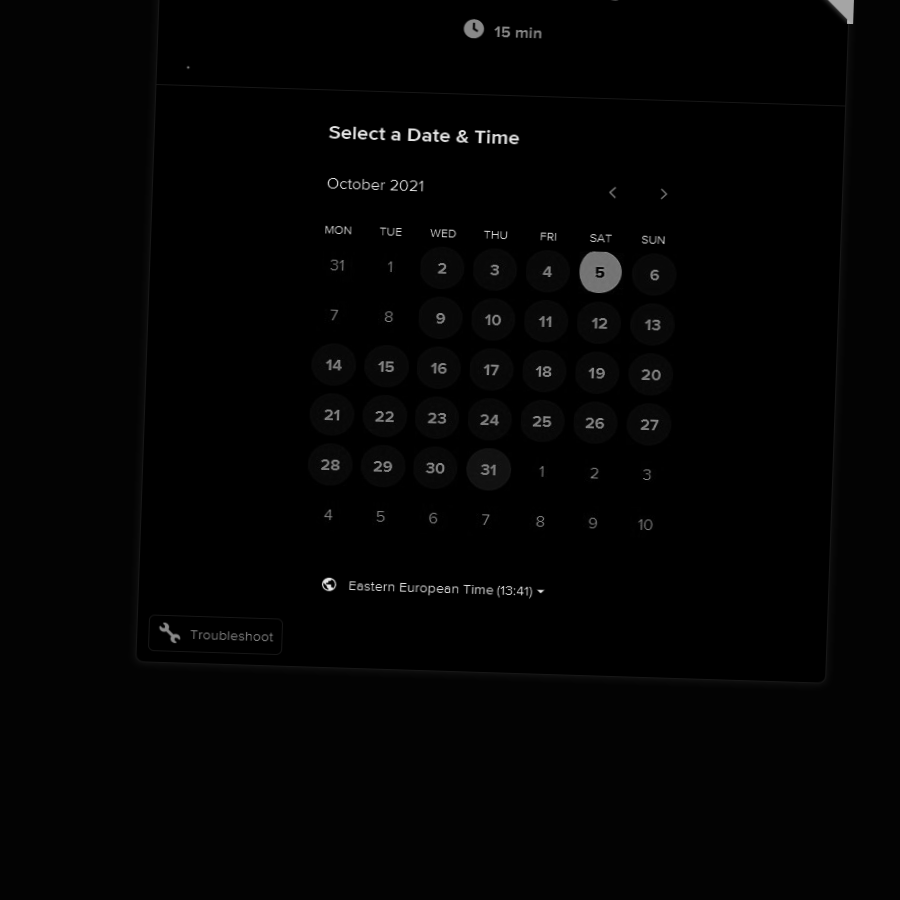 15 min
.
Select a Date & Time
October 2021
MON TUE WED THU FRI SAT SUN
31 1 2 3 4 5 6
7 8 9 10 11 12 13
14 15 16 17 18 19 20
21 22 23 24 25 26 27
28 29 30 31 1 2 3
4 5 6 7 8 9 10
Eastern European Time (13:41)
Troubleshoot